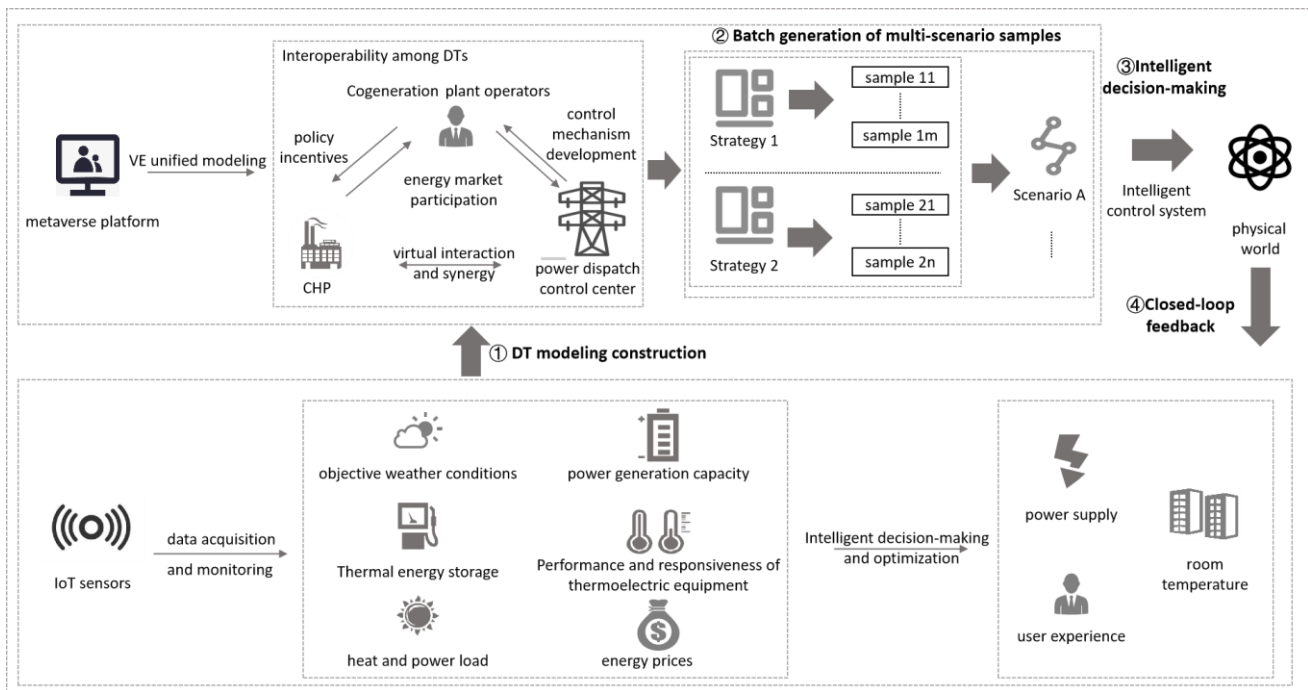 ② Batch generation of multi-scenario samples
Interoperability among DTs
Cogeneration plant operators
policy
incentives
control
mechanism
development
energy market
participation
VE unified modeling
metaverse platform
CHP
virtual interaction
and synergy
power dispatch
control center
Strategy 1
sample 11
sample 1m
Strategy 2
sample 21
sample 2n
Scenario A
③Intelligent
decision-making
Intelligent
control system
physical
world
④Closed-loop
feedback
① DT modeling construction
IoT sensors
data acquisition
and monitoring
objective weather conditions
power generation capacity
Thermal energy storage
Performance and responsiveness of
thermoelectric equipment
heat and power load
energy prices
Intelligent decision-making
and optimization
power supply
room
temperature
user experience